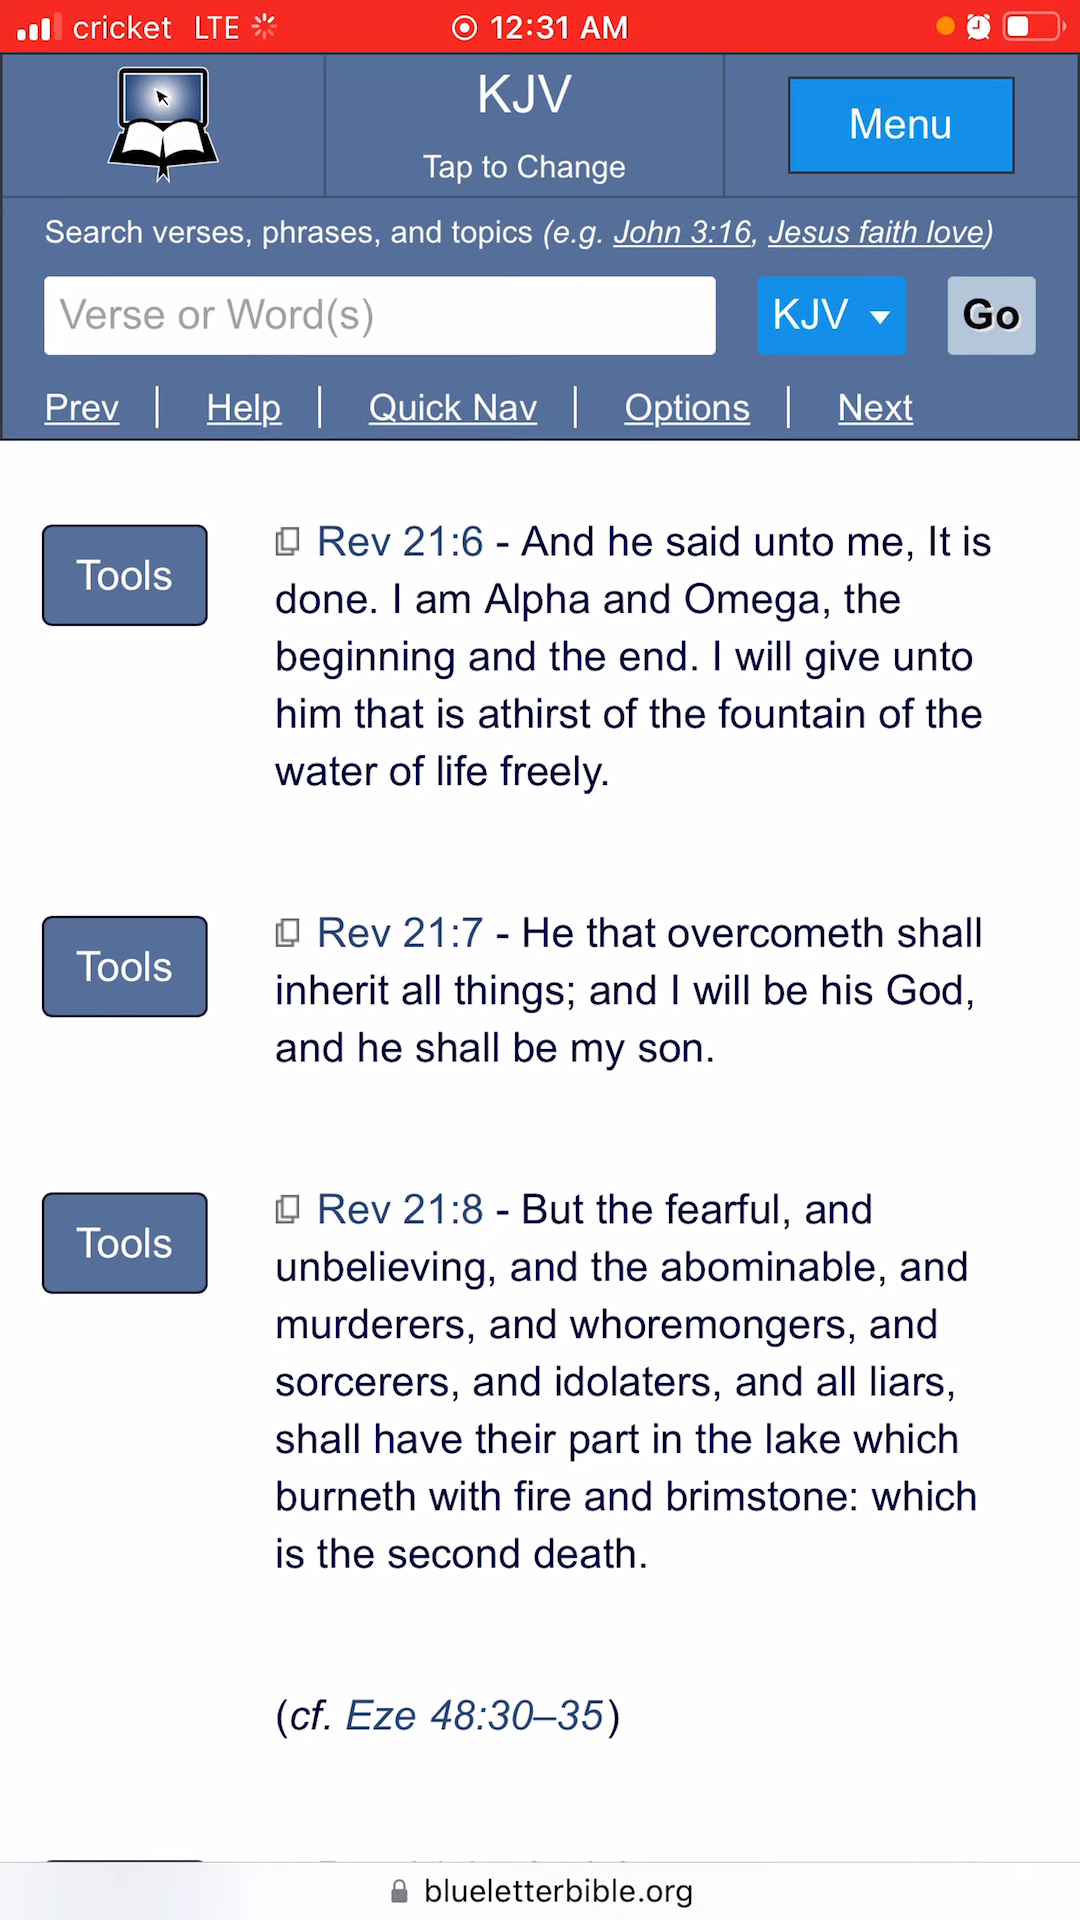 cricket LTE 12:31 AM
KJV
Tap to Change
Menu
Search verses, phrases, and topics (e.g. John 3:16, Jesus faith love)
Verse or Word(s) KJV Go
Prev | Help | Quick Nav | Options | Next
Tools
Rev 21:6 - And he said unto me, It is
done. I am Alpha and Omega, the
beginning and the end. I will give unto
him that is athirst of the fountain of the
water of life freely.
Tools
Rev 21:7 - He that overcometh shall
inherit all things; and I will be his God,
and he shall be my son.
Tools
Rev 21:8 - But the fearful, and
unbelieving, and the abominable, and
murderers, and whoremongers, and
sorcerers, and idolaters, and all liars,
shall have their part in the lake which
burneth with fire and brimstone: which
is the second death.
(cf. Eze 48:30–35)
blueletterbible.org